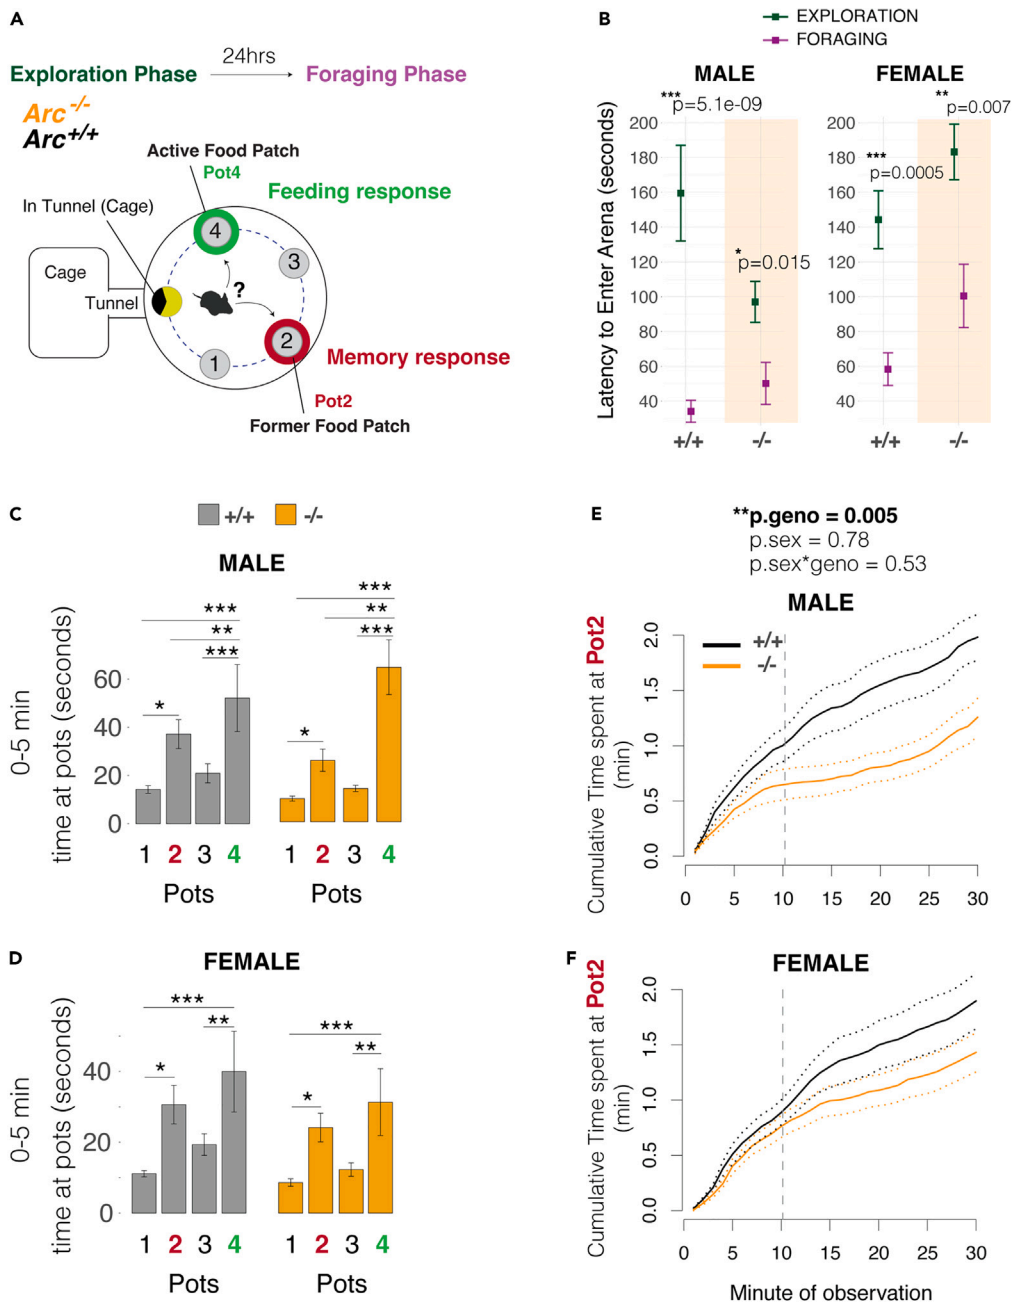 A
24hrs
Exploration Phase
Foraging Phase
Arc-/-
Arc+/+
Active Food Patch
Pot4
Feeding response
In Tunnel (Cage)
4
3
Cage
?
Tunnel
2
1
Memory response
Pot2
Former Food Patch
B
EXPLORATION
FORAGING
MALE
FEMALE
Latency to Enter Arena (seconds)
***
p=5.1e-09
**
p=0.007
200
180
160
140
120
100
80
60
40
*
p=0.015
+/+
-/-
200
180
160
140
120
100
80
60
40
***
p=0.0005
+/+
-/-
C
+/+
-/-
MALE
0-5 min
time at pots (seconds)
60
40
20
0
***
**
***
*
***
**
***
*
1 2 3 4
1 2 3 4
Pots
Pots
D
FEMALE
0-5 min
time at pots (seconds)
40
20
0
***
**
*
***
**
*
1 2 3 4
1 2 3 4
Pots
Pots
E
**p.geno = 0.005
p.sex = 0.78
p.sex*geno = 0.53
MALE
Cumulative Time spent at Pot2
(min)
2.0
1.5
1.0
0.5
0.0
+/+
-/-
0 5 10 15 20 25 30
F
FEMALE
Cumulative Time spent at Pot2
(min)
2.0
1.5
1.0
0.5
0.0
0 5 10 15 20 25 30
Minute of observation